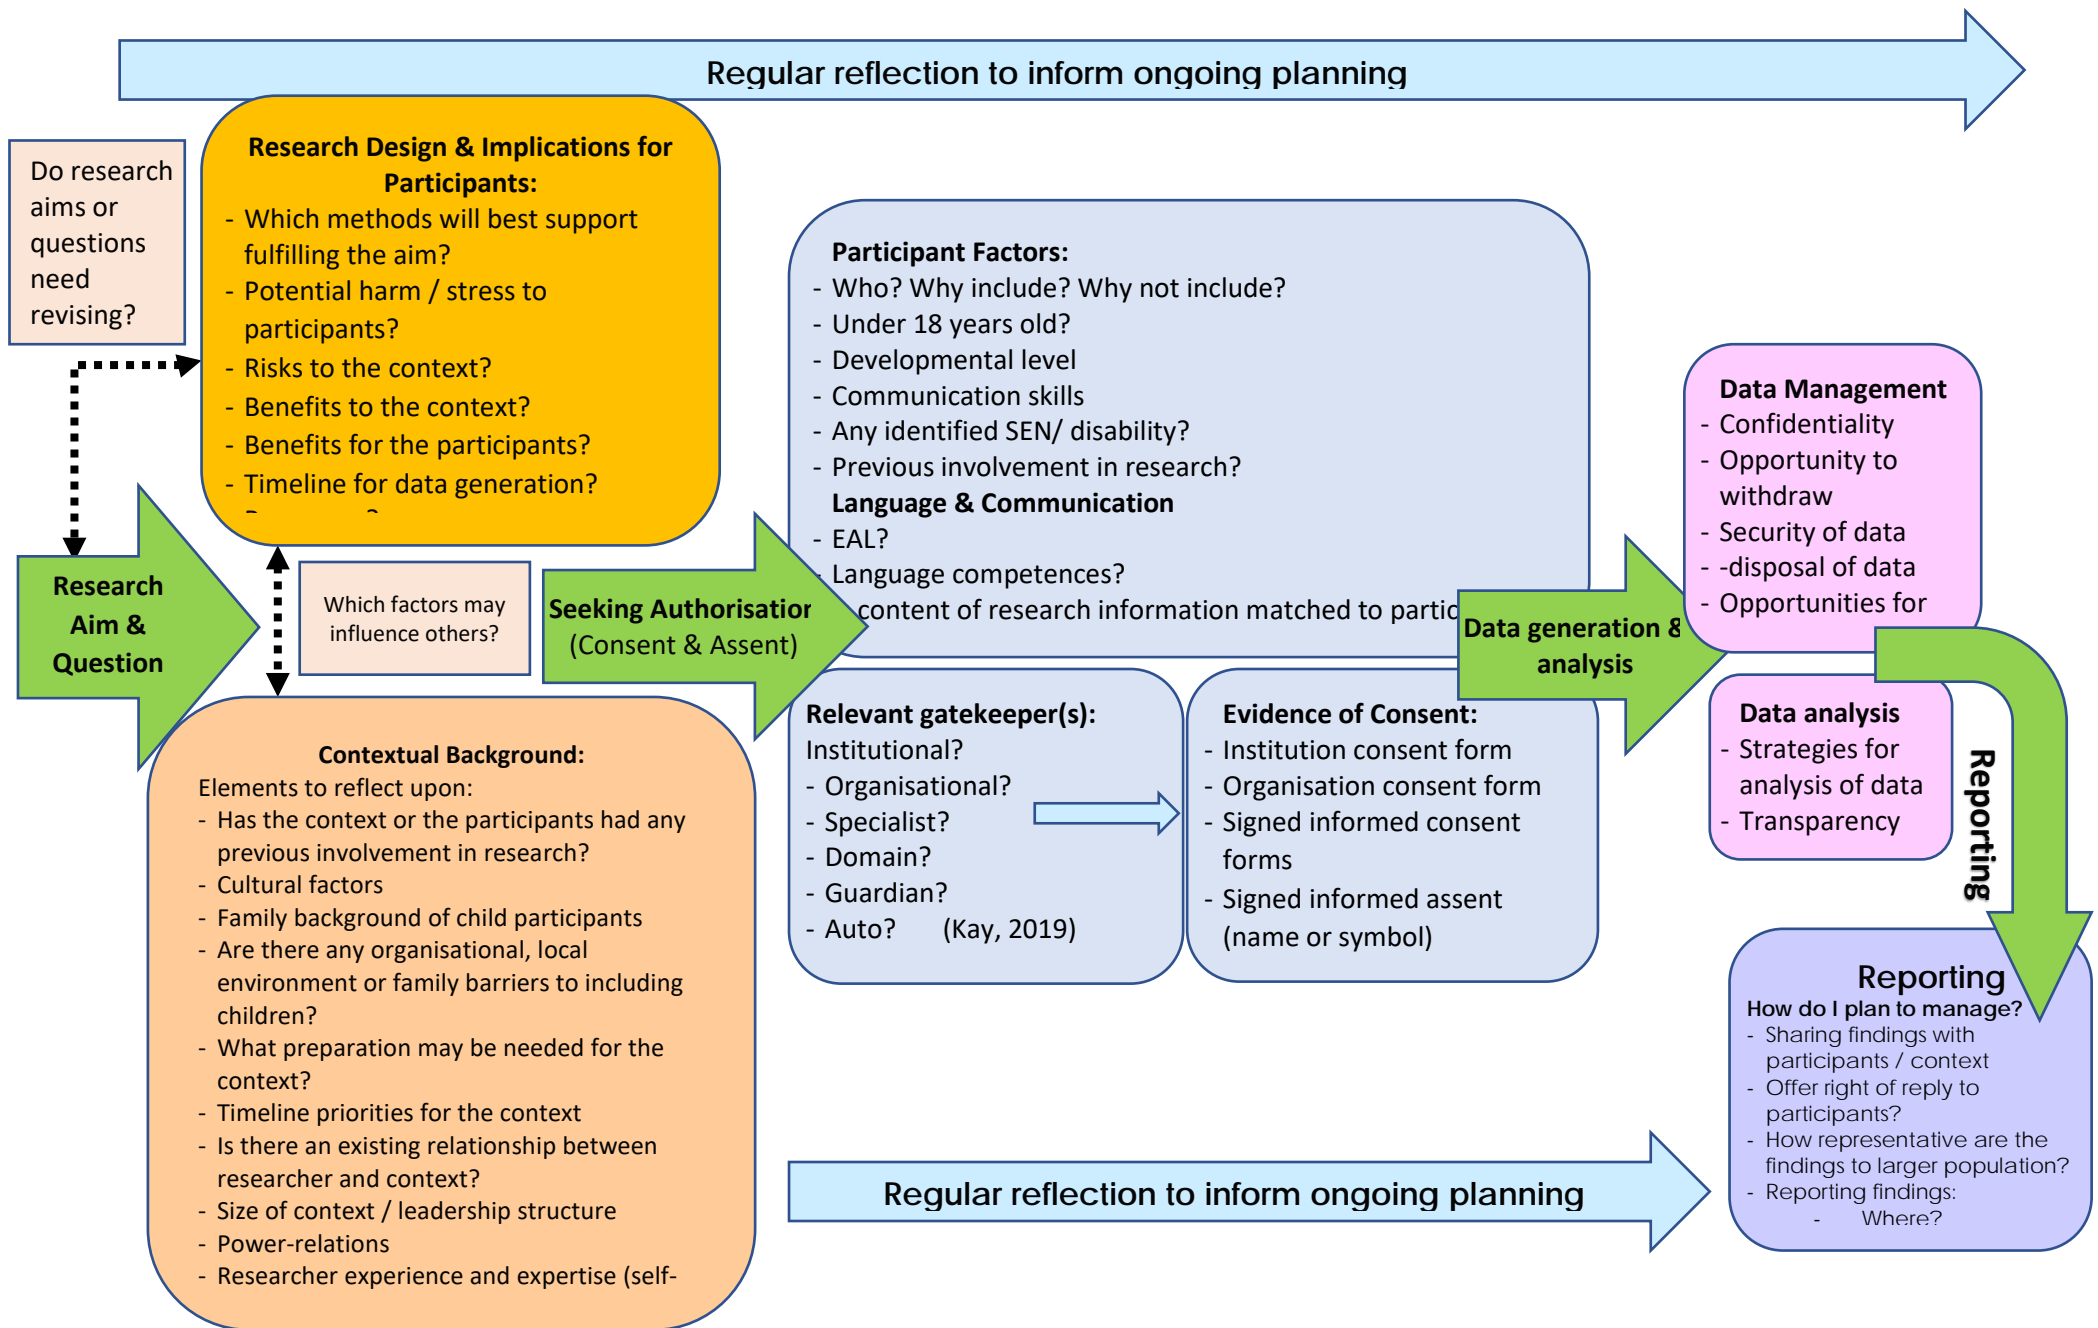 Regular reflection to inform ongoing planning
Do research
aims or
questions
need
revising?
Research Design & Implications for
Participants:
- Which methods will best support
fulfilling the aim?
- Potential harm / stress to
participants?
- Risks to the context?
- Benefits to the context?
- Benefits for the participants?
- Timeline for data generation?
Research
Aim &
Question
Which factors may
influence others?
Contextual Background:
Elements to reflect upon:
- Has the context or the participants had any
previous involvement in research?
- Cultural factors
- Family background of child participants
- Are there any organisational, local
environment or family barriers to including
children?
- What preparation may be needed for the
context?
- Timeline priorities for the context
- Is there an existing relationship between
researcher and context?
- Size of context / leadership structure
- Power-relations
- Researcher experience and expertise (self-
Seeking Authorisation
(Consent & Assent)
Participant Factors:
- Who? Why include? Why not include?
- Under 18 years old?
- Developmental level
- Communication skills
- Any identified SEN/ disability?
- Previous involvement in research?
Language & Communication
- EAL?
- Language competences?
content of research information matched to partic
Relevant gatekeeper(s):
Institutional?
- Organisational?
- Specialist?
- Domain?
- Guardian?
- Auto? (Kay, 2019)
Evidence of Consent:
- Institution consent form
- Organisation consent form
- Signed informed consent
forms
- Signed informed assent
(name or symbol)
Data generation &
analysis
Data Management
- Confidentiality
- Opportunity to
withdraw
- Security of data
- -disposal of data
- Opportunities for
Data analysis
- Strategies for
analysis of data
- Transparency
Reporting
Reporting
How do I plan to manage?
- Sharing findings with
participants / context
- Offer right of reply to
participants?
- How representative are the
findings to larger population?
- Reporting findings:
- Where?
Regular reflection to inform ongoing planning